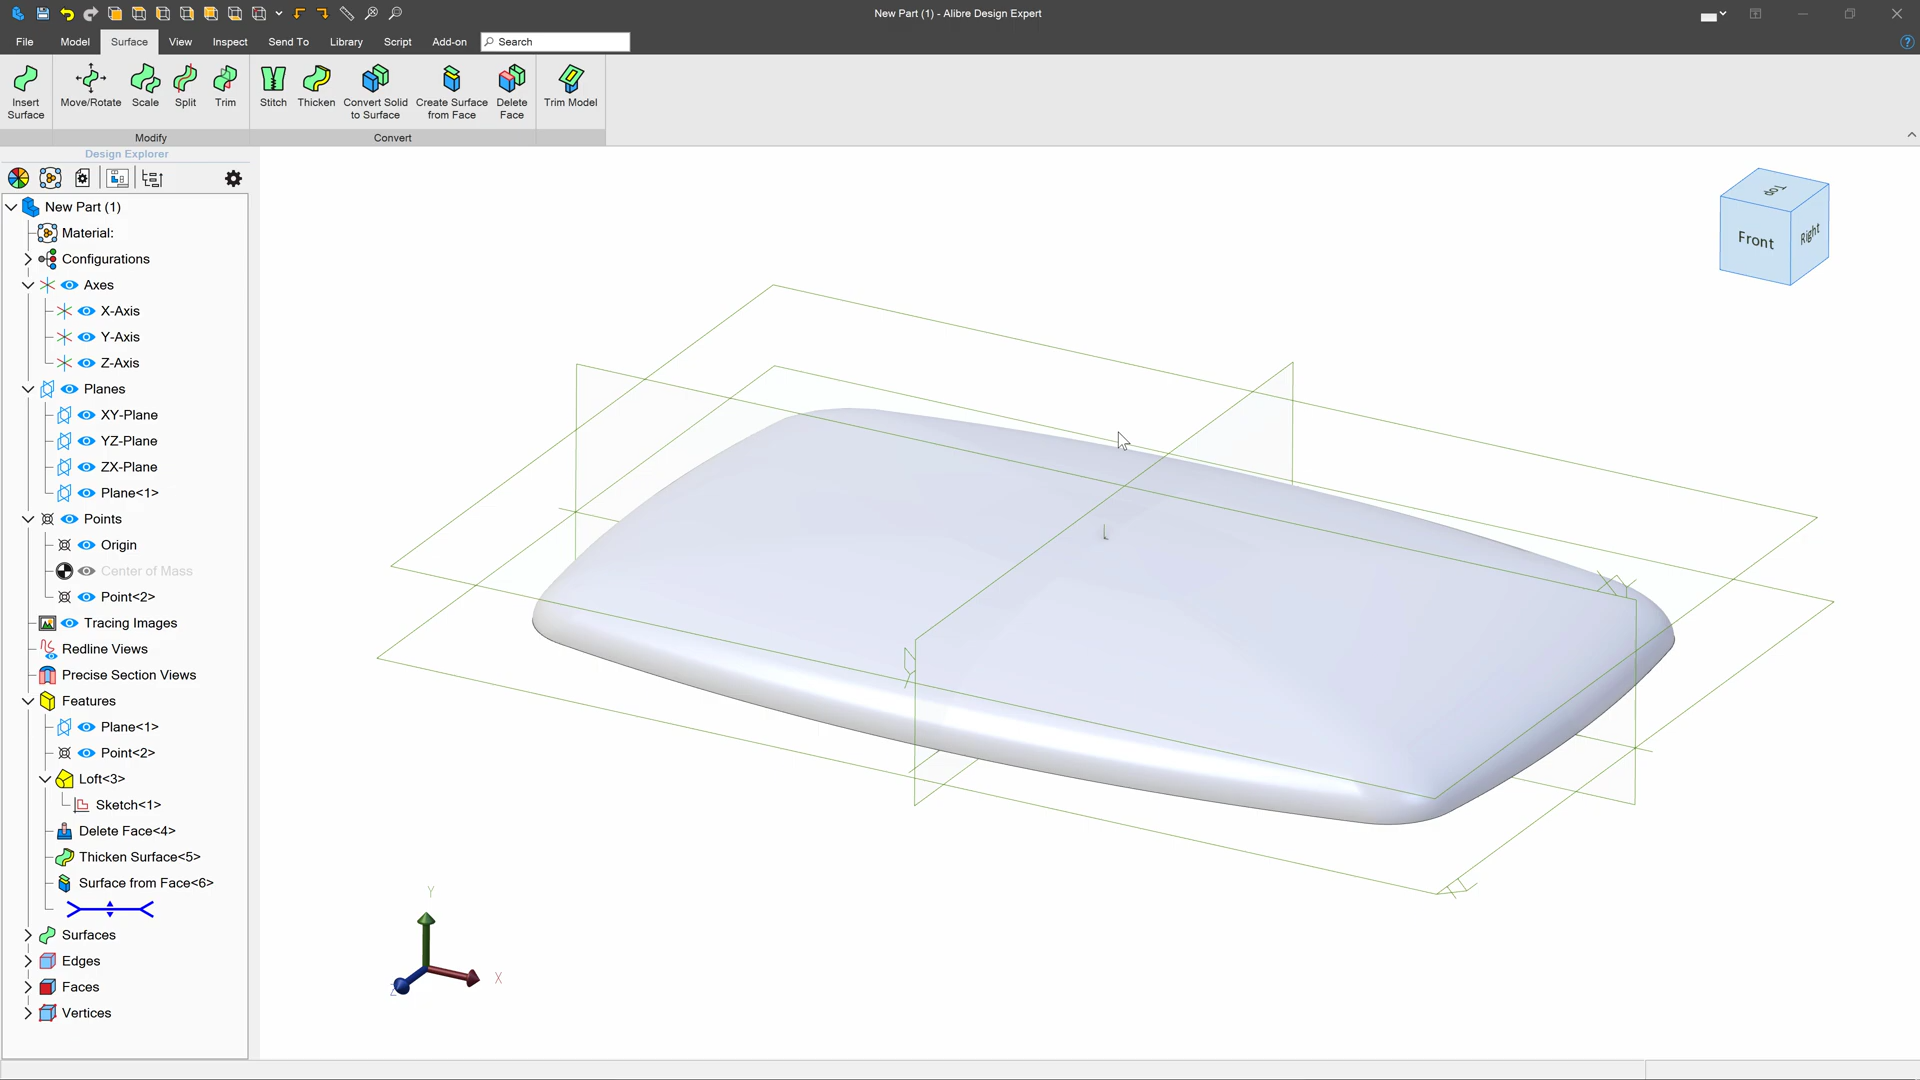 New Part (1) - Alibre Design Expert
File Model Surface View Inspect Send To Library Script Add-on Search
Insert Surface
Move/Rotate
Scale
Split
Trim
Stitch
Thicken
Convert Solid to Surface
Create Surface from Face
Delete Face
Trim Model
Modify
Convert
Design Explorer
New Part (1)
Material:
Configurations
Axes
X-Axis
Y-Axis
Z-Axis
Planes
XY-Plane
YZ-Plane
ZX-Plane
Plane<1>
Points
Origin
Center of Mass
Point<2>
Tracing Images
Redline Views
Precise Section Views
Features
Plane<1>
Point<2>
Loft<3>
Sketch<1>
Delete Face<4>
Thicken Surface<5>
Surface from Face<6>
Surfaces
Edges
Faces
Vertices
Top
Front
Right
Y
X
Z